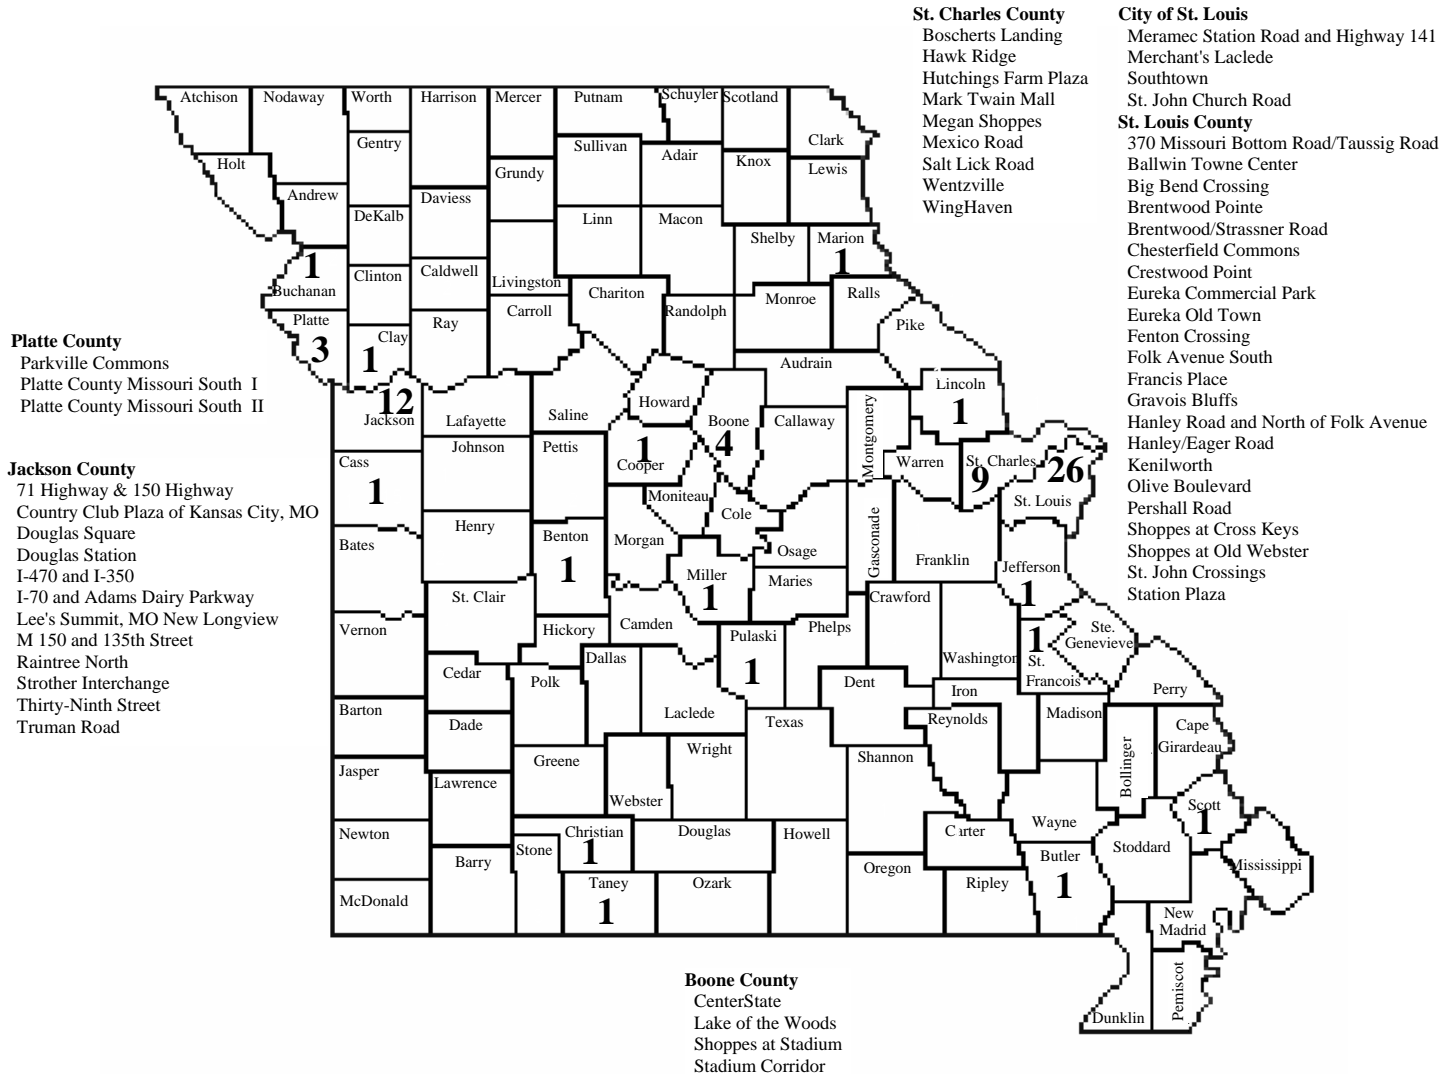 St. Charles County
Boscherts Landing
Hawk Ridge
Hutchings Farm Plaza
Mark Twain Mall
Megan Shoppes
Mexico Road
Salt Lick Road
Wentzville
WingHaven
City of St. Louis
Meramec Station Road and Highway 141
Merchant's Laclede
Southtown
St. John Church Road
St. Louis County
370 Missouri Bottom Road/Taussig Road
Ballwin Towne Center
Big Bend Crossing
Brentwood Pointe
Brentwood/Strassner Road
Chesterfield Commons
Crestwood Point
Eureka Commercial Park
Eureka Old Town
Fenton Crossing
Folk Avenue South
Francis Place
Gravois Bluffs
Hanley Road and North of Folk Avenue
Hanley/Eager Road
Kenilworth
Olive Boulevard
Pershall Road
Shoppes at Cross Keys
Shoppes at Old Webster
St. John Crossings
Station Plaza
Platte County
Parkville Commons
Platte County Missouri South I
Platte County Missouri South II
Jackson County
71 Highway & 150 Highway
Country Club Plaza of Kansas City, MO
Douglas Square
Douglas Station
I-470 and I-350
I-70 and Adams Dairy Parkway
Lee's Summit, MO New Longview
M 150 and 135th Street
Raintree North
Strother Interchange
Thirty-Ninth Street
Truman Road
Atchison
Nodaway
Worth
Harrison
Mercer
Putnam
Schuyler
Scotland
Clark
Holt
Gentry
Sullivan
Adair
Knox
Lewis
Grundy
Andrew
Daviess
DeKalb
Linn
Macon
Shelby
Marion
1
1
Buchanan
Clinton
Caldwell
Livingston
Chariton
Monroe
Ralls
Randolph
Carroll
Platte
3
Clay
1
Ray
Pike
Audrain
12
Jackson
Lafayette
Saline
Howard
Boone
4
Callaway
Montgomery
Lincoln
1
Cass
1
Johnson
Pettis
1
Cooper
Warren
St. Charles
9
26
St. Louis
Moniteau
Cole
Bates
Henry
Benton
1
Morgan
Osage
Gasconade
Franklin
Jefferson
1
Miller
1
Maries
St. Clair
Crawford
Vernon
Hickory
Camden
Pulaski
1
Phelps
Washington
1
St.
Francois
Ste.
Genevieve
Dallas
Cedar
Polk
Dent
Iron
Perry
Barton
Dade
Laclede
Texas
Reynolds
Madison
Bollinger
Cape
Girardeau
Jasper
Lawrence
Greene
Webster
Wright
Shannon
Scott
1
Newton
Stone
Christian
1
Douglas
Howell
Carter
Wayne
Stoddard
Mississippi
Barry
Butler
1
McDonald
Taney
1
Ozark
Oregon
Ripley
New
Madrid
Pemiscot
Dunklin
Boone County
CenterState
Lake of the Woods
Shoppes at Stadium
Stadium Corridor